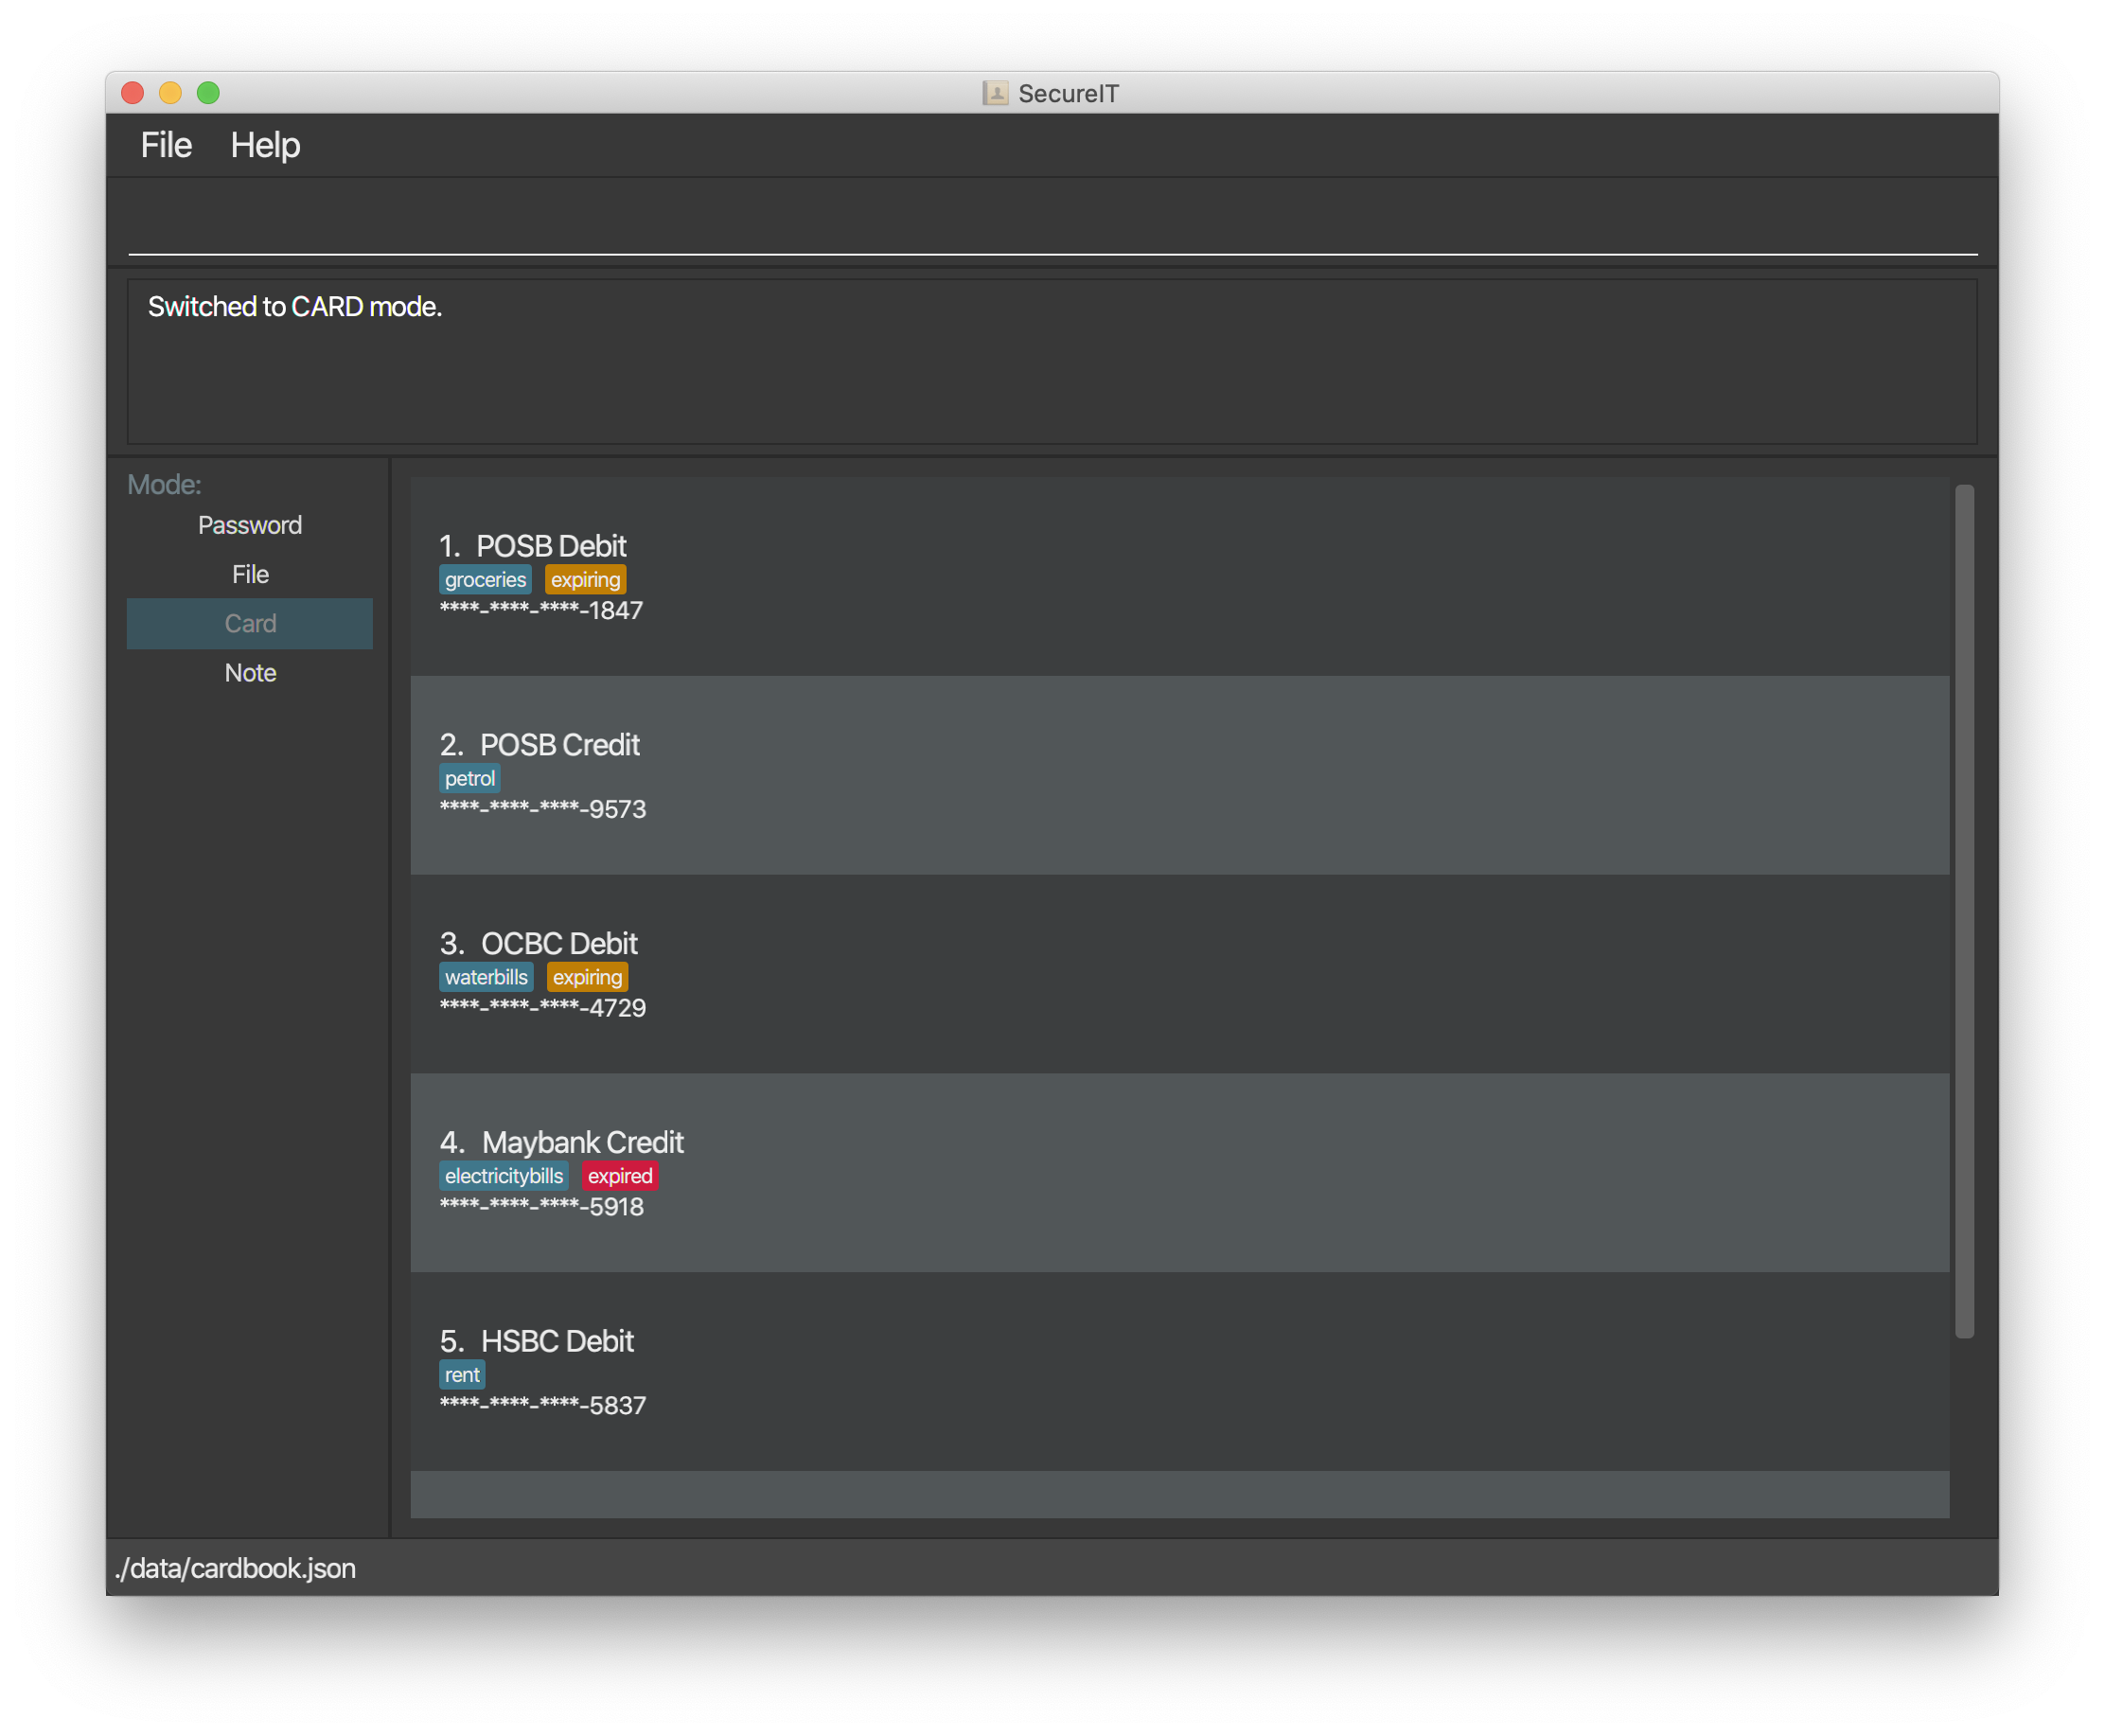 SecureIT
File Help
Switched to CARD mode.
Mode:
Password
File
Card
Note
1. POSB Debit
groceries expiring
****-****-****-1847
2. POSB Credit
petrol
****-****-****-9573
3. OCBC Debit
waterbills expiring
****-****-****-4729
4. Maybank Credit
electricitybills expired
****-****-****-5918
5. HSBC Debit
rent
****-****-****-5837
./data/cardbook.json